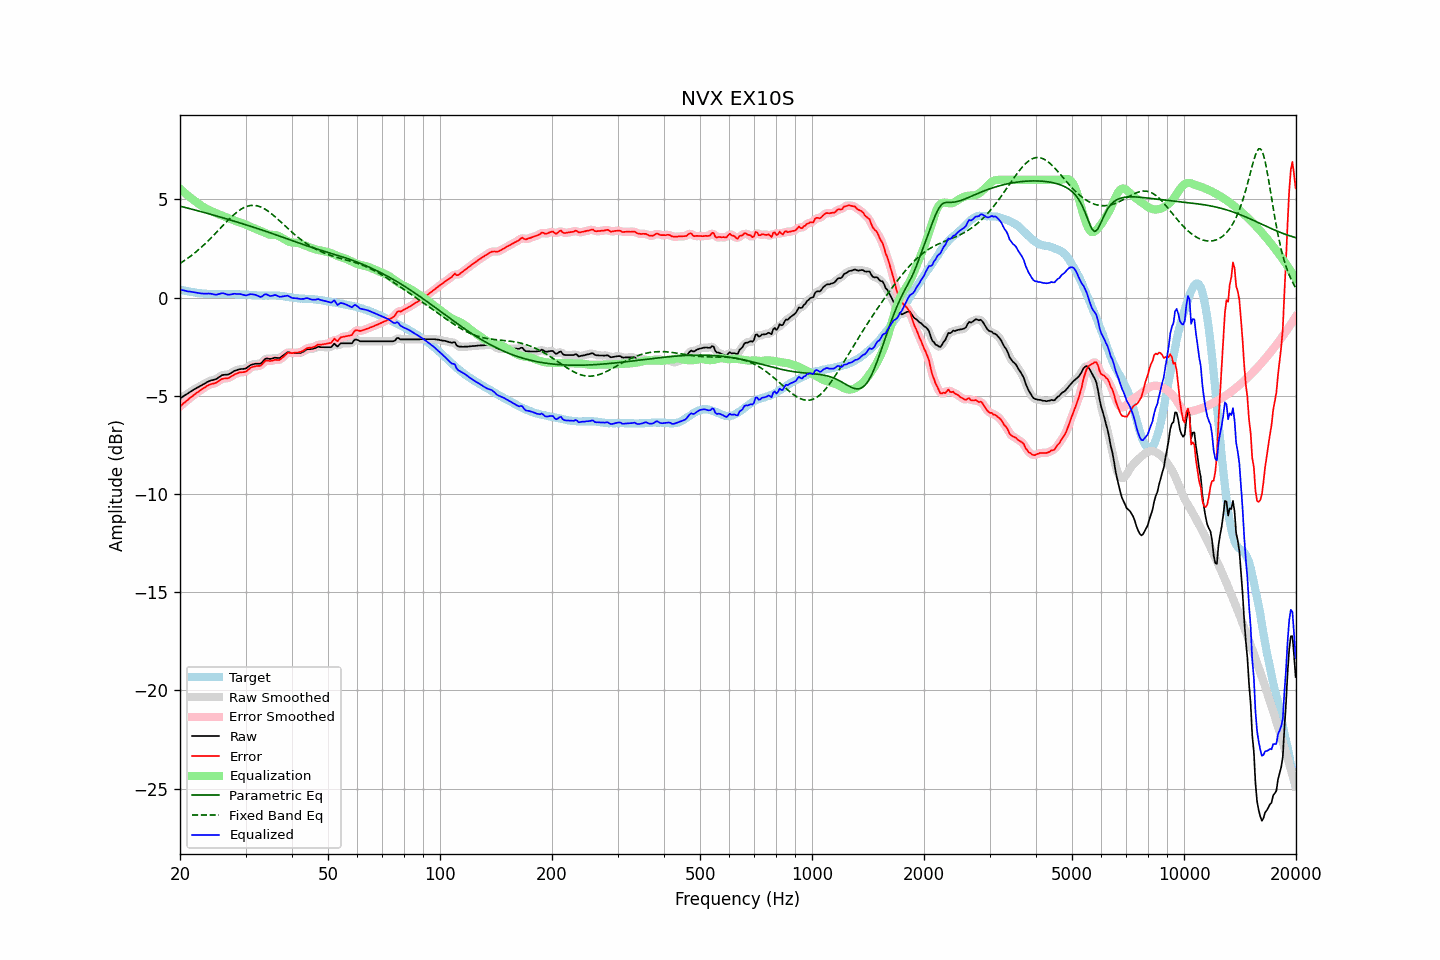 NVX EX10S
5
0
−5
−10
−15
−20
−25
Amplitude (dBr)
Target
Raw Smoothed
Error Smoothed
Raw
Error
Equalization
Parametric Eq
Fixed Band Eq
Equalized
20 50 100 200 500 1000 2000 5000 10000 20000
Frequency (Hz)